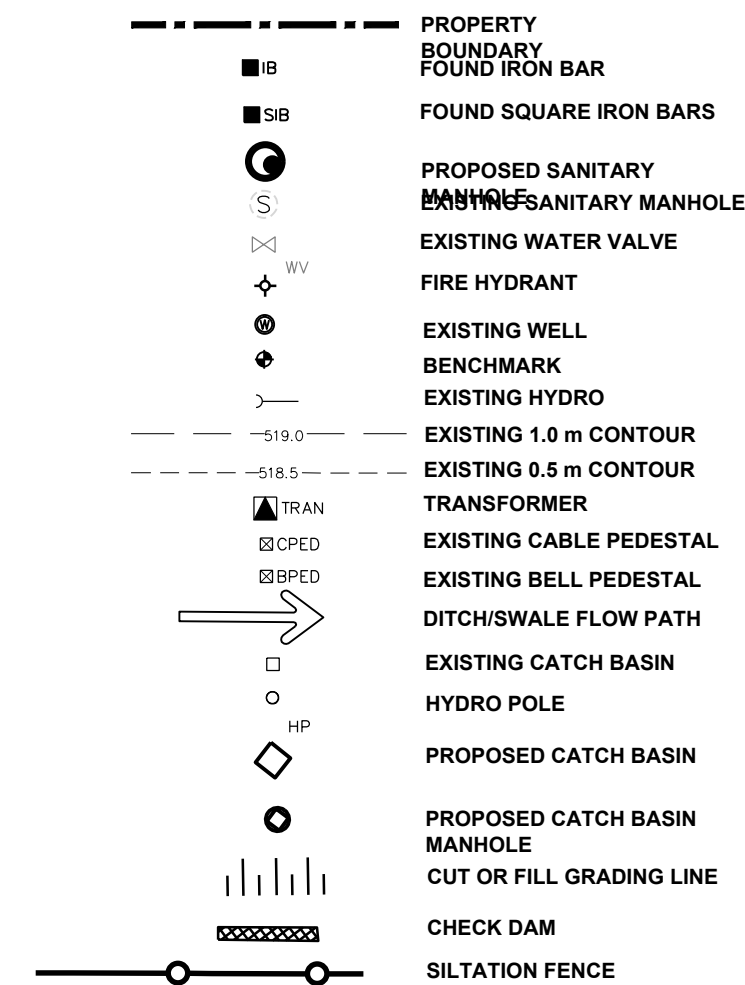 PROPERTY
BOUNDARY
IB FOUND IRON BAR
SIB FOUND SQUARE IRON BARS
PROPOSED SANITARY
MANHOLE
S EXISTING SANITARY MANHOLE
EXISTING WATER VALVE
WV
FIRE HYDRANT
W EXISTING WELL
BENCHMARK
EXISTING HYDRO
519.0 EXISTING 1.0 m CONTOUR
518.5 EXISTING 0.5 m CONTOUR
TRAN TRANSFORMER
CPED EXISTING CABLE PEDESTAL
BPED EXISTING BELL PEDESTAL
DITCH/SWALE FLOW PATH
EXISTING CATCH BASIN
HYDRO POLE
HP
PROPOSED CATCH BASIN
PROPOSED CATCH BASIN
MANHOLE
CUT OR FILL GRADING LINE
CHECK DAM
SILTATION FENCE